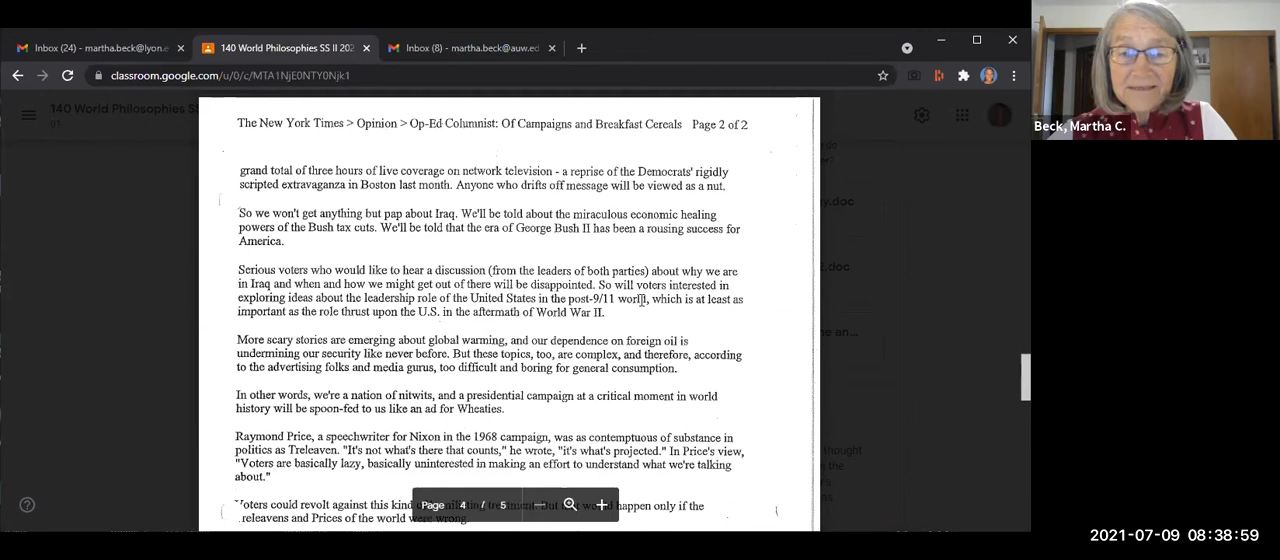 Inbox (24) - martha.beck@lyon.e
140 World Philosophies SS II 202
Inbox (8) - martha.beck@auw.ed
classroom.google.com/u/0/c/MTA1NjE0NTY0Njk1
140 World Philosophies SS
The New York Times > Opinion > Op-Ed Columnist: Of Campaigns and Breakfast Cereals Page 2 of 2
grand total of three hours of live coverage on network television - a reprise of the Democrats' rigidly
scripted extravaganza in Boston last month. Anyone who drifts off message will be viewed as a nut.
So we won't get anything but pap about Iraq. We'll be told about the miraculous economic healing
powers of the Bush tax cuts. We'll be told that the era of George Bush II has been a rousing success for
America.
Serious voters who would like to hear a discussion (from the leaders of both parties) about why we are
in Iraq and when and how we might get out of there will be disappointed. So will voters interested in
exploring ideas about the leadership role of the United States in the post-9/11 world, which is at least as
important as the role thrust upon the U.S. in the aftermath of World War II.
More scary stories are emerging about global warming, and our dependence on foreign oil is
undermining our security like never before. But these topics, too, are complex, and therefore, according
to the advertising folks and media gurus, too difficult and boring for general consumption.
In other words, we're a nation of nitwits, and a presidential campaign at a critical moment in world
history will be spoon-fed to us like an ad for Wheaties.
Raymond Price, a speechwriter for Nixon in the 1968 campaign, was as contemptuous of substance in
politics as Treleaven. "It's not what's there that counts," he wrote, "it's what's projected." In Price's view,
"Voters are basically lazy, basically uninterested in making an effort to understand what we're talking
about."
Voters could revolt against this kind happen only if the
Treleavens and Prices of the world were wrong.
Page 4 / 5
Beck, Martha C.
2021-07-09 08:38:59